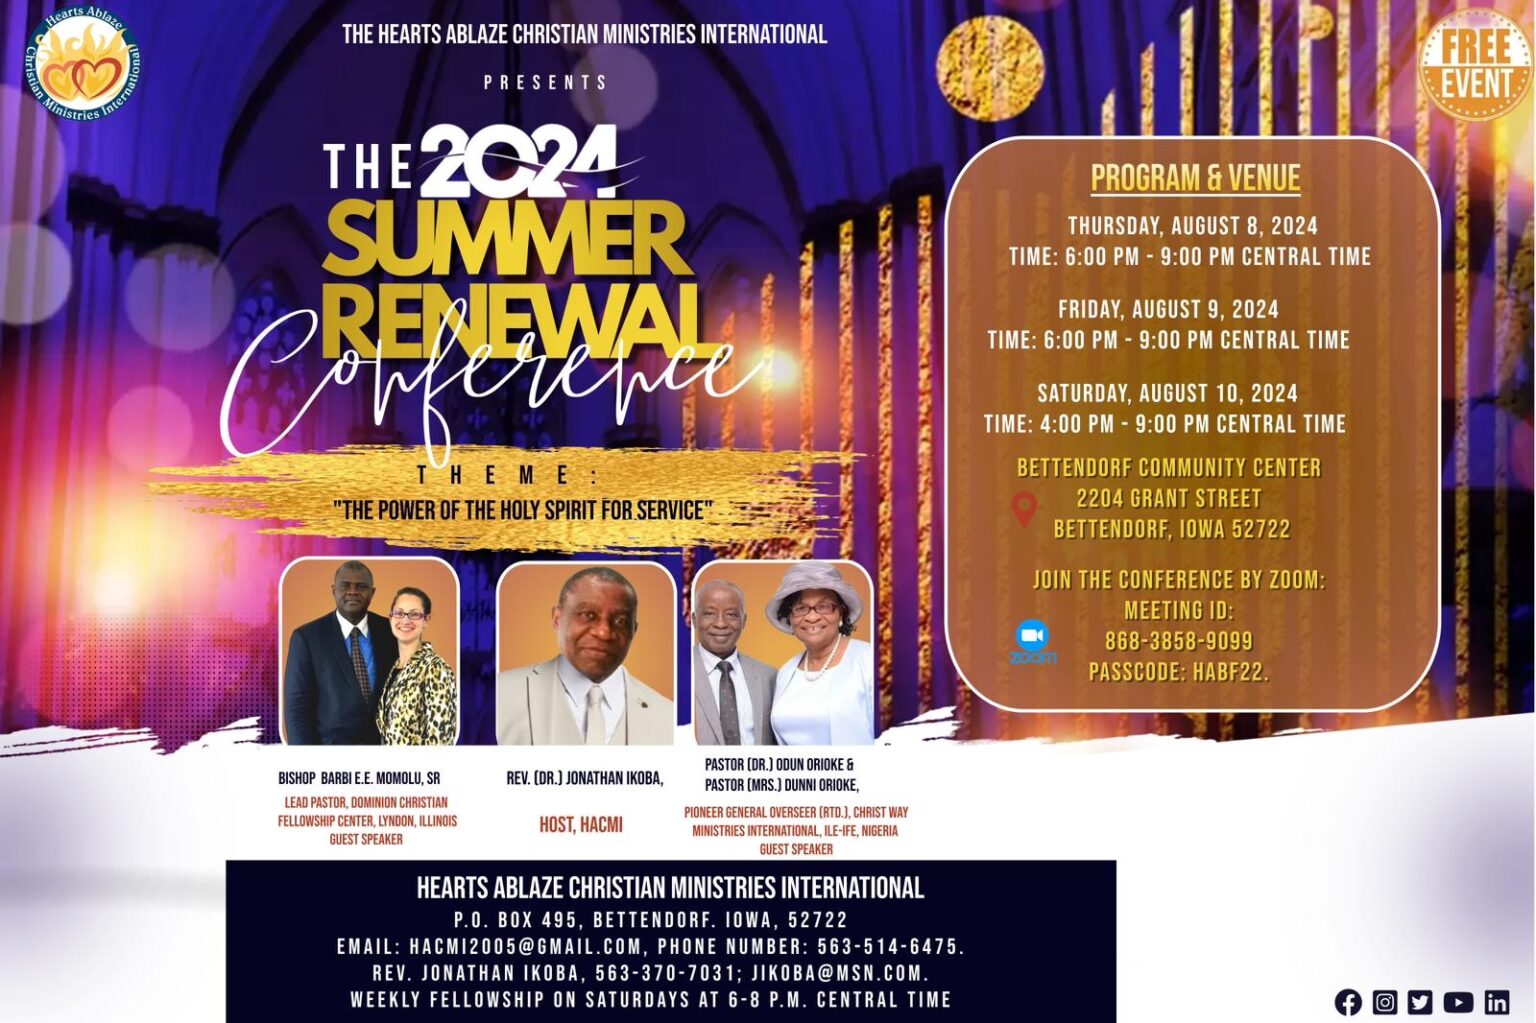 Hearts Ablaze
Christian Ministries International
THE HEARTS ABLAZE CHRISTIAN MINISTRIES INTERNATIONAL
PRESENTS
THE 2024
SUMMER
RENEWAL
Conference
THEME:
"THE POWER OF THE HOLY SPIRIT FOR SERVICE"
FREE
EVENT
PROGRAM & VENUE
THURSDAY, AUGUST 8, 2024
TIME: 6:00 PM - 9:00 PM CENTRAL TIME
FRIDAY, AUGUST 9, 2024
TIME: 6:00 PM - 9:00 PM CENTRAL TIME
SATURDAY, AUGUST 10, 2024
TIME: 4:00 PM - 9:00 PM CENTRAL TIME
BETTENDORF COMMUNITY CENTER
2204 GRANT STREET
BETTENDORF, IOWA 52722
JOIN THE CONFERENCE BY ZOOM:
MEETING ID:
868-3858-9099
PASSCODE: HABF22.
zoom
BISHOP BARBI E.E. MOMOLU, SR
LEAD PASTOR, DOMINION CHRISTIAN
FELLOWSHIP CENTER, LYNDON, ILLINOIS
GUEST SPEAKER
REV. (DR.) JONATHAN IKOBA,
HOST, HACMI
PASTOR (DR.) ODUN ORIOKE &
PASTOR (MRS.) DUNNI ORIOKE,
PIONEER GENERAL OVERSEER (RTD.), CHRIST WAY
MINISTRIES INTERNATIONAL, ILE-IFE, NIGERIA
GUEST SPEAKER
HEARTS ABLAZE CHRISTIAN MINISTRIES INTERNATIONAL
P.O. BOX 495, BETTENDORF. IOWA, 52722
EMAIL: HACMI2005@GMAIL.COM, PHONE NUMBER: 563-514-6475.
REV. JONATHAN IKOBA, 563-370-7031; JIKOBA@MSN.COM.
WEEKLY FELLOWSHIP ON SATURDAYS AT 6-8 P.M. CENTRAL TIME